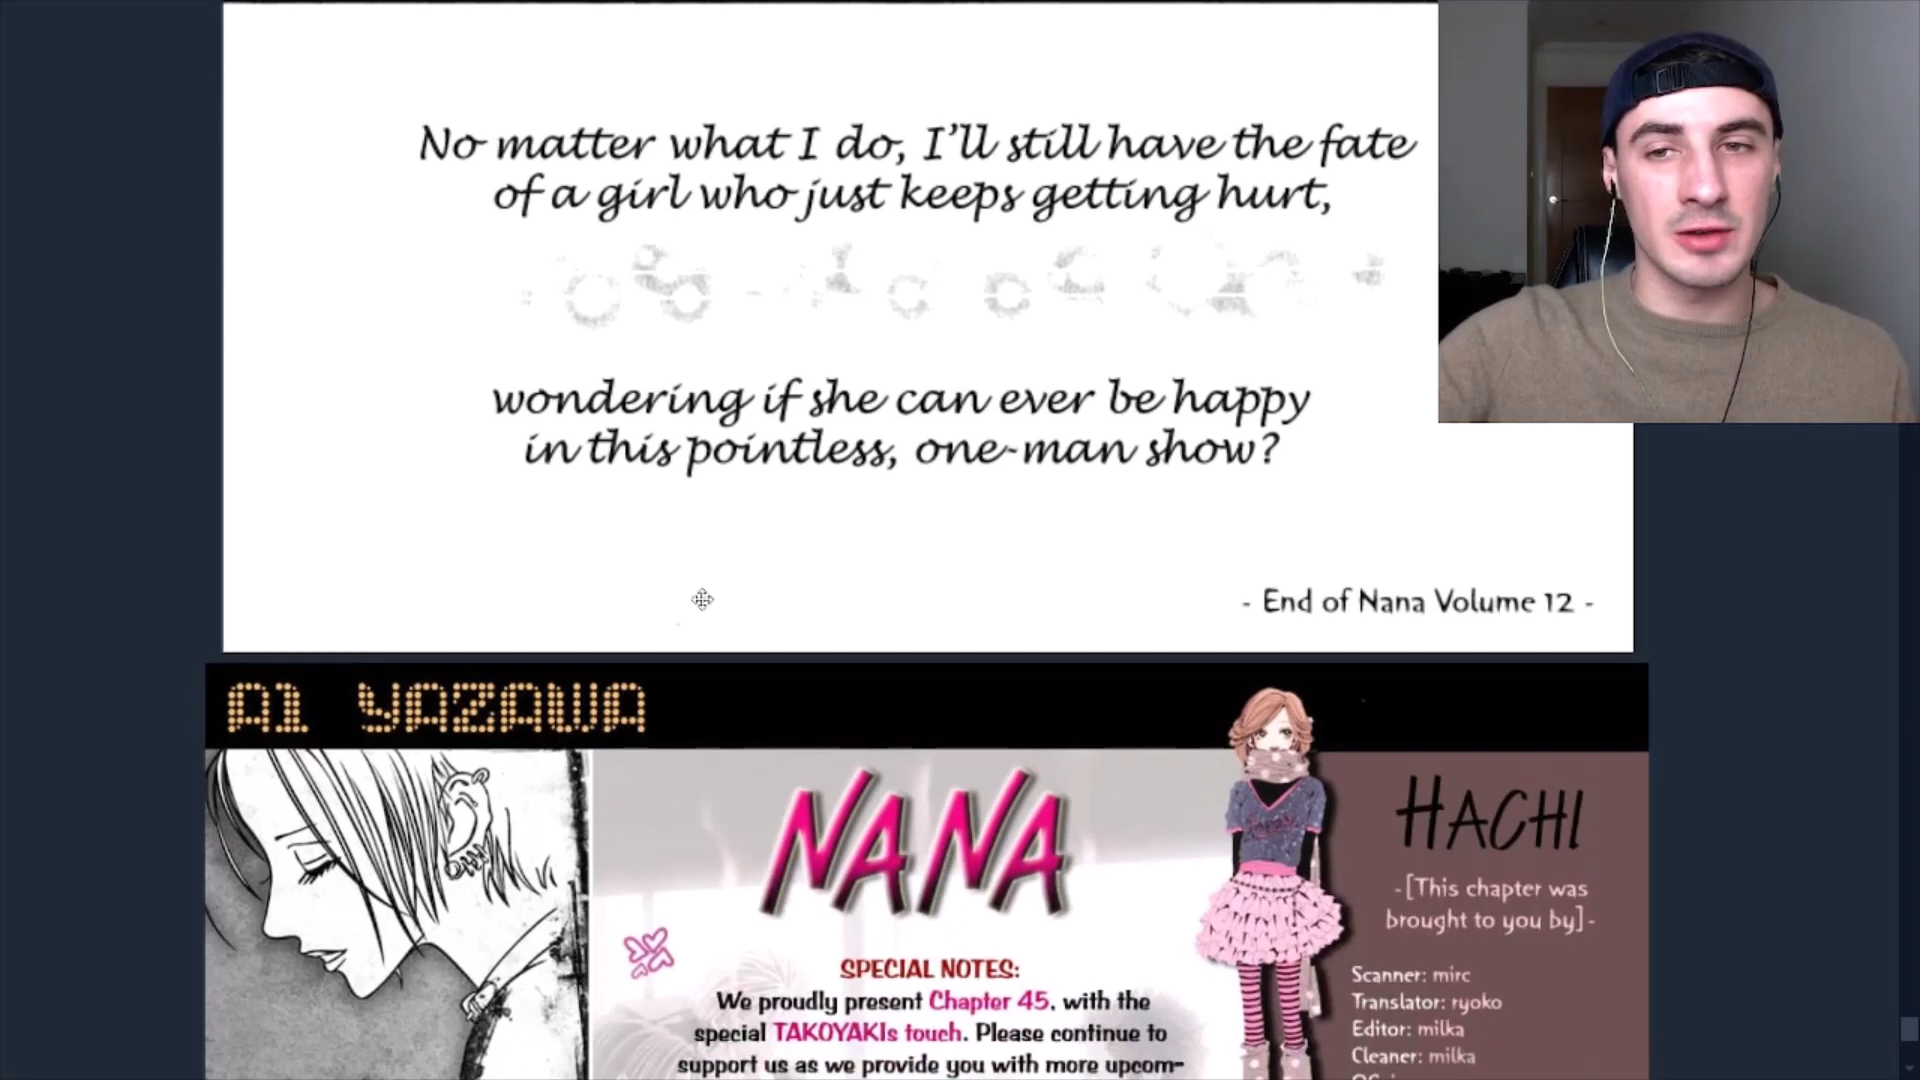 No matter what I do, I'll still have the fate
of a girl who just keeps getting hurt,
wondering if she can ever be happy
in this pointless, one-man show?
- End of Nana Volume 12 -
AI YAZAWA
NANA
HACHI
-[This chapter was
brought to you by]-
SPECIAL NOTES:
We proudly present Chapter 45, with the
special TAKOYAKIs touch. Please continue to
support us as we provide you with more upcom-
Scanner: mirc
Translator: ryoko
Editor: milka
Cleaner: milka